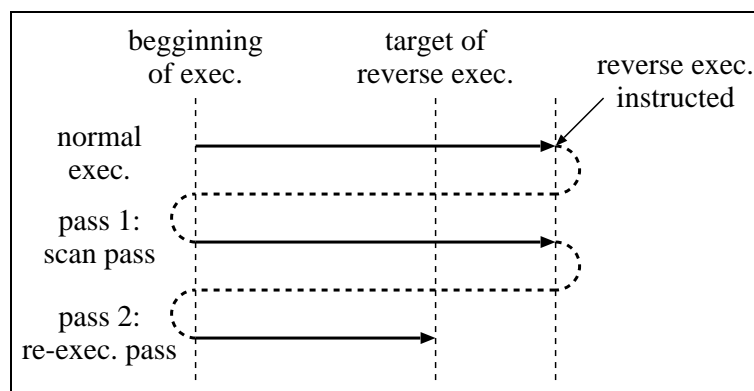 begginning
of exec.
target of
reverse exec.
reverse exec.
instructed
normal
exec.
pass 1:
scan pass
pass 2:
re-exec. pass